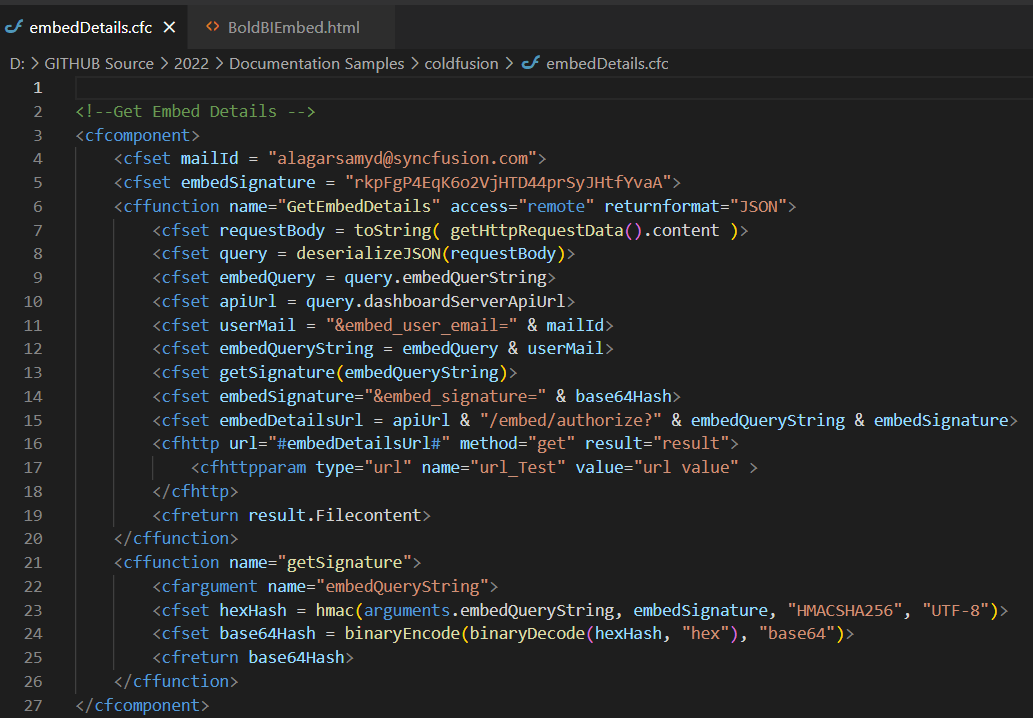 embedDetails.cfc × <> BoldBIEmbed.html
D: > GITHUB Source > 2022 > Documentation Samples > coldfusion > embedDetails.cfc
1
2 <!--Get Embed Details -->
3 <cfcomponent>
4 <cfset mailId = "alagarsamyd@syncfusion.com">
5 <cfset embedSignature = "rkpFgP4EqK6o2VjHTD44prSyJHtfYvaA">
6 <cffunction name="GetEmbedDetails" access="remote" returnformat="JSON">
7 <cfset requestBody = toString( getHttpRequestData().content )>
8 <cfset query = deserializeJSON(requestBody)>
9 <cfset embedQuery = query.embedQuerString>
10 <cfset apiUrl = query.dashboardServerApiUrl>
11 <cfset userMail = "&embed_user_email=" & mailId>
12 <cfset embedQueryString = embedQuery & userMail>
13 <cfset getSignature(embedQueryString)>
14 <cfset embedSignature="&embed_signature=" & base64Hash>
15 <cfset embedDetailsUrl = apiUrl & "/embed/authorize?" & embedQueryString & embedSignature>
16 <cfhttp url="#embedDetailsUrl#" method="get" result="result">
17 <cfhttpparam type="url" name="url_Test" value="url value" >
18 </cfhttp>
19 <cfreturn result.Filecontent>
20 </cffunction>
21 <cffunction name="getSignature">
22 <cfargument name="embedQueryString">
23 <cfset hexHash = hmac(arguments.embedQueryString, embedSignature, "HMACSHA256", "UTF-8")>
24 <cfset base64Hash = binaryEncode(binaryDecode(hexHash, "hex"), "base64")>
25 <cfreturn base64Hash>
26 </cffunction>
27 </cfcomponent>